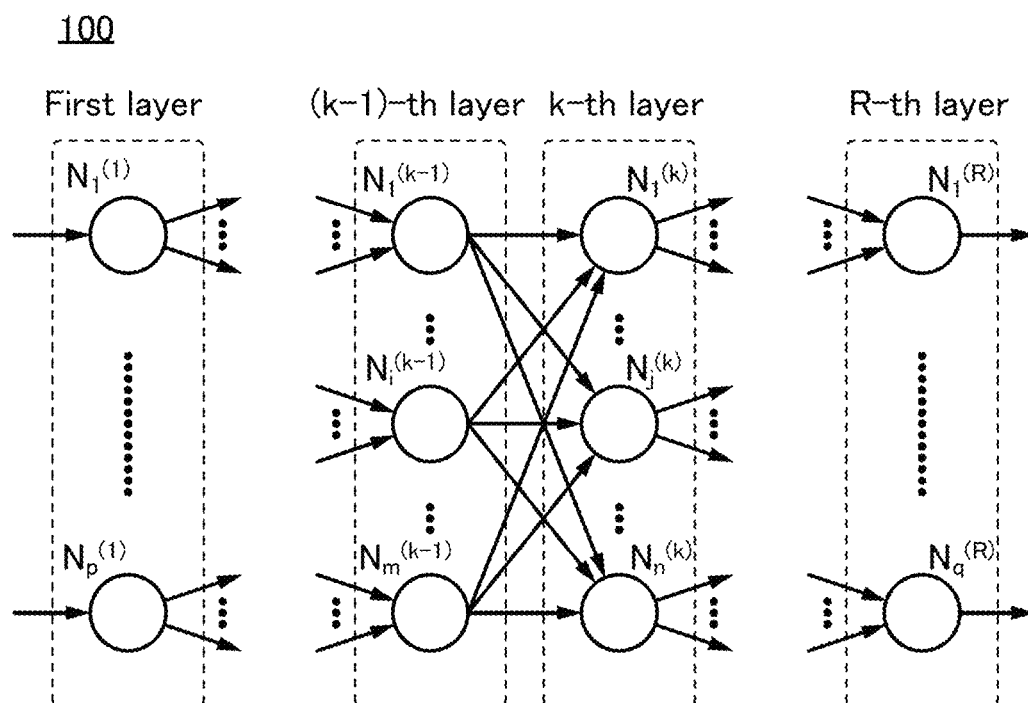 100
First layer (k-1)-th layer k-th layer R-th layer
N₁⁽¹⁾ N₁⁽ᵏ⁻¹⁾ N₁⁽ᵏ⁾ N₁⁽ᴿ⁾
Nᵢ⁽ᵏ⁻¹⁾ Nⱼ⁽ᵏ⁾
Nₚ⁽¹⁾ Nₘ⁽ᵏ⁻¹⁾ Nₙ⁽ᵏ⁾ N_q⁽ᴿ⁾